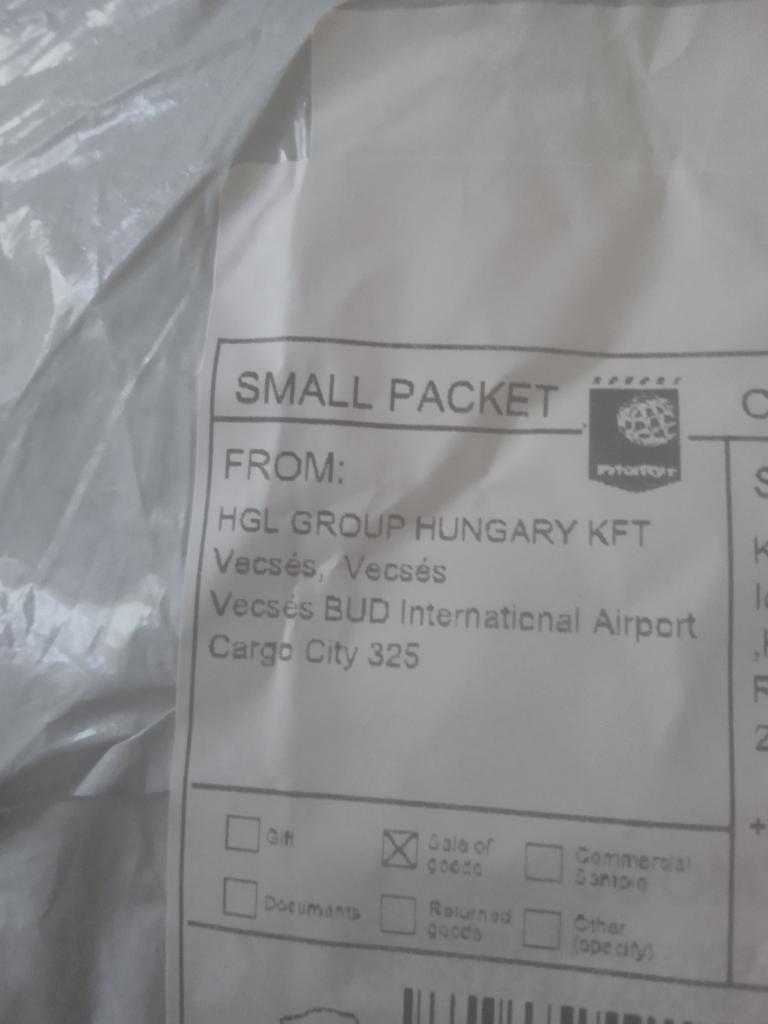 SMALL PACKET
PRIORITY
FROM:
HGL GROUP HUNGARY KFT
Vecsés, Vecsés
Vecsés BUD International Airport
Cargo City 325
Gift
Sale of
goods
Commercial
Sample
Documents
Returned
goods
Other
(specify)